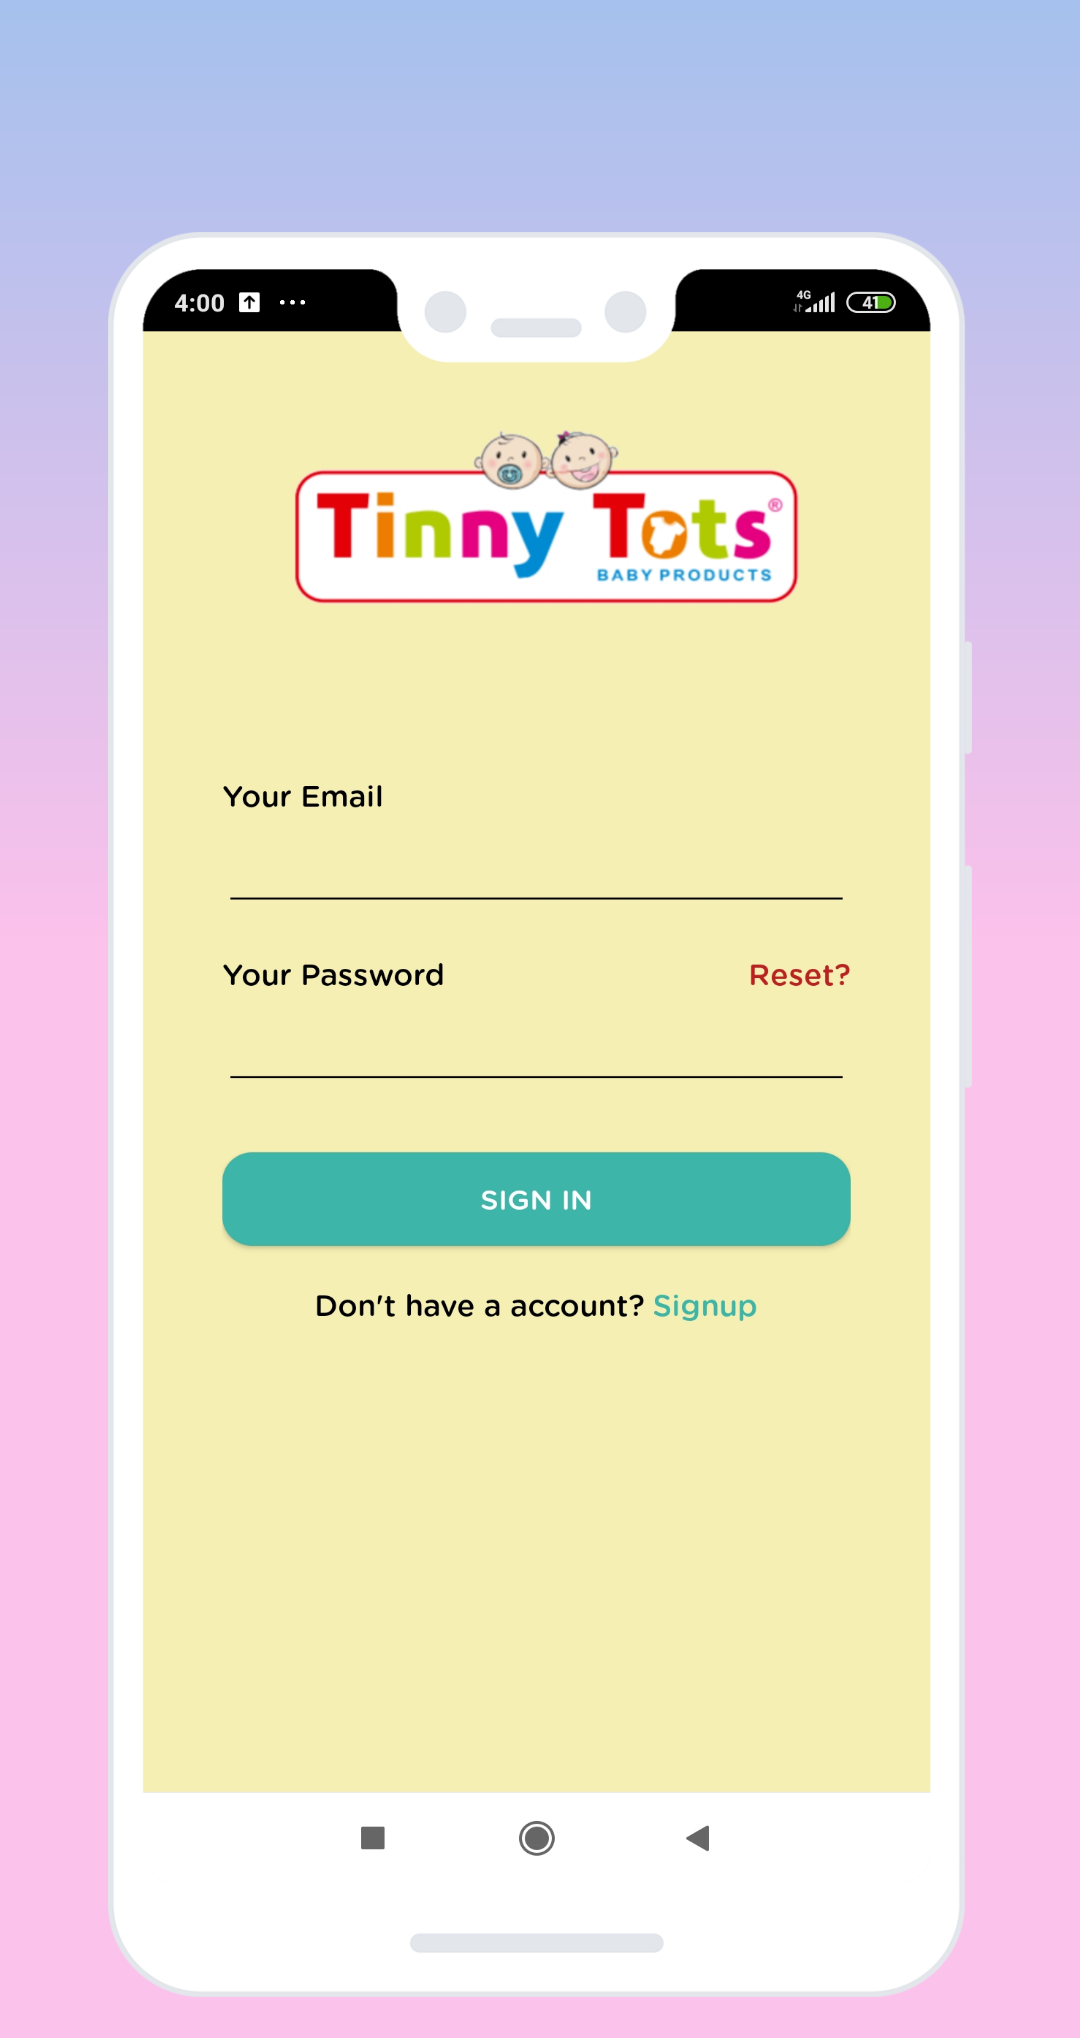 4:00 4G 41
Tinny Tots®
BABY PRODUCTS
Your Email
Your Password Reset?
SIGN IN
Don't have a account? Signup